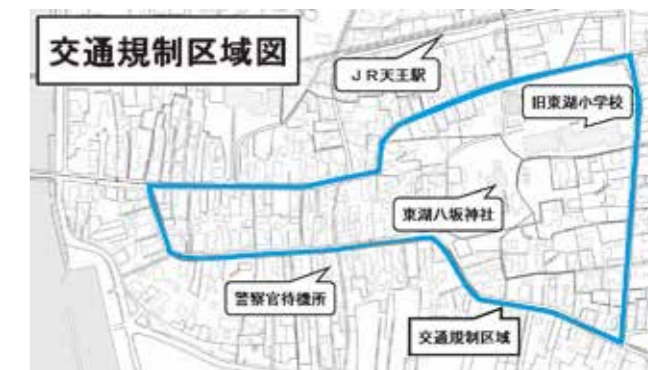 交通規制区域図
ＪＲ天王駅
旧東湖小学校
東湖八坂神社
警察官待機所
交通規制区域